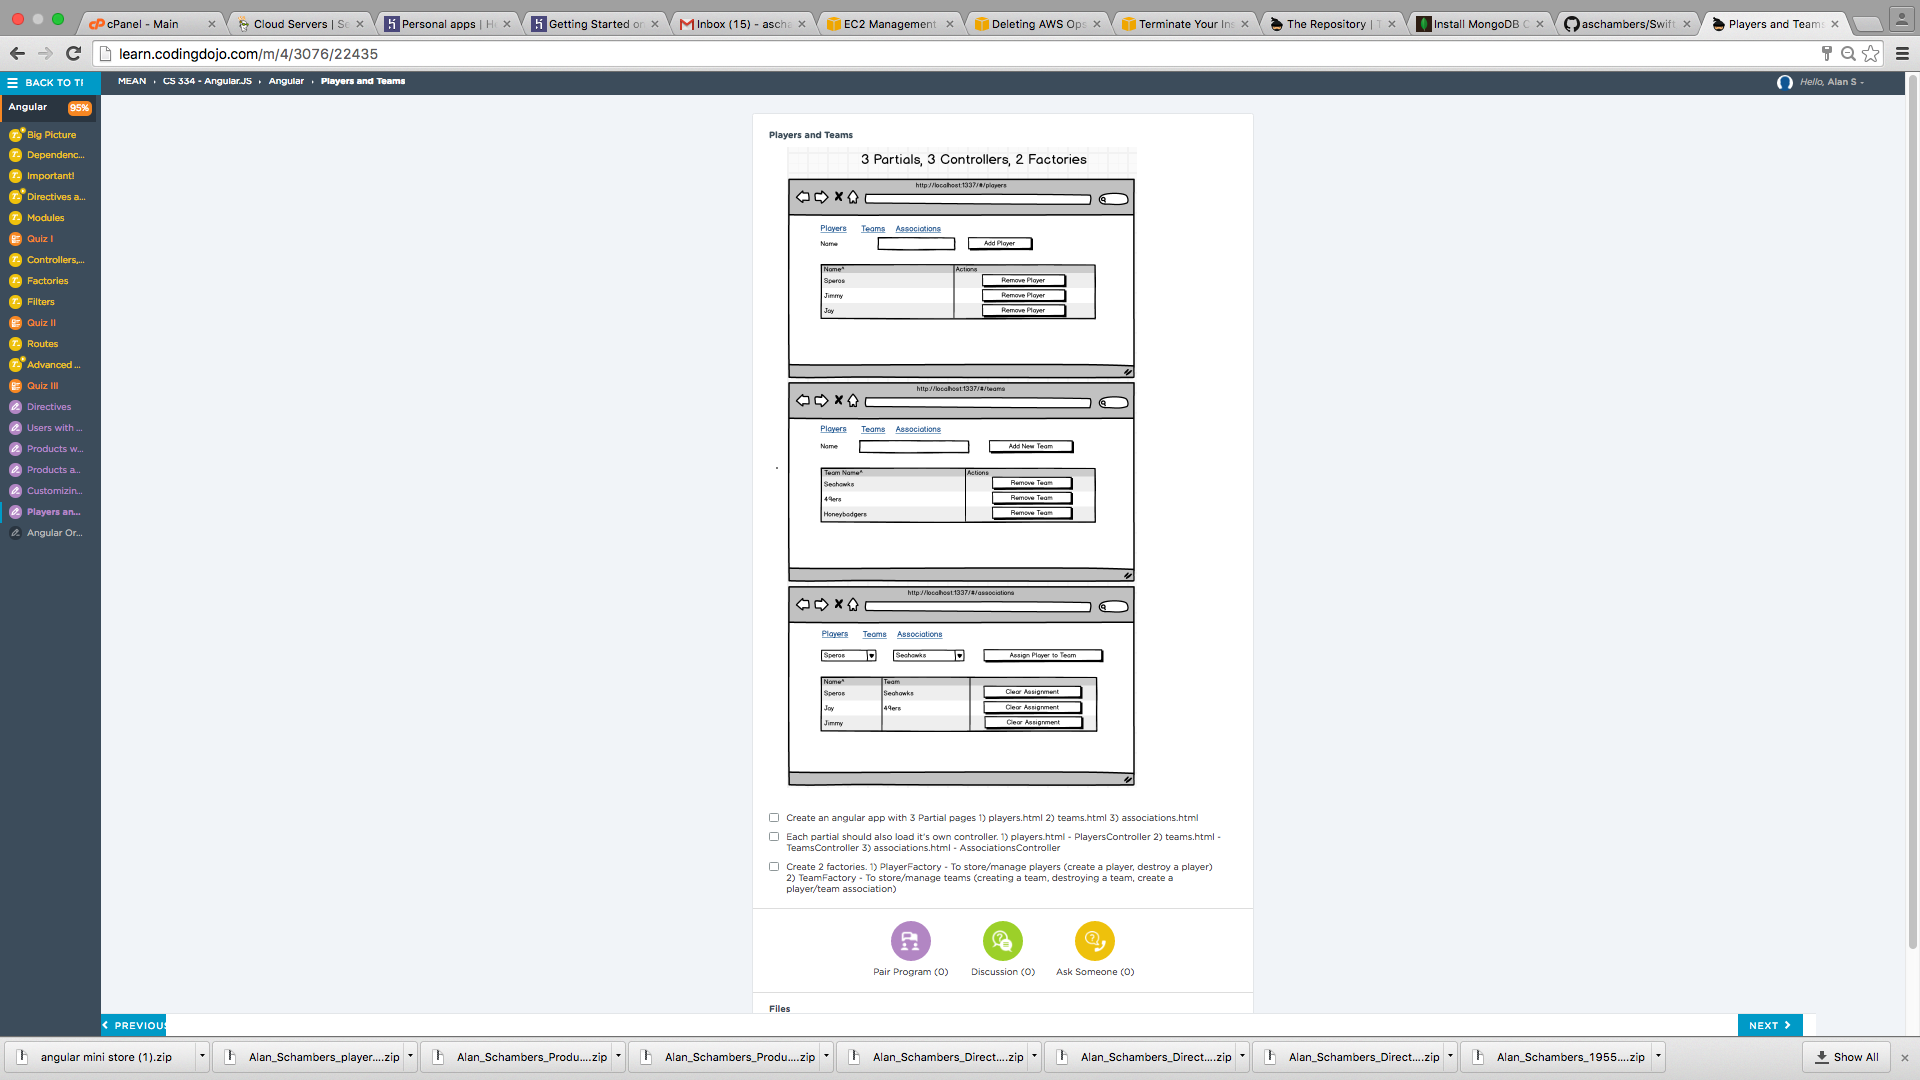 cPanel - Main
Cloud Servers | Sc
Personal apps | He
Getting Started on
Inbox (15) - ascha
EC2 Management
Deleting AWS Ops
Terminate Your Ins
The Repository | T
Install MongoDB C
aschambers/Swift
Players and Teams
learn.codingdojo.com/m/4/3076/22435
BACK TO TI
MEAN › CS 334 - Angular.JS › Angular › Players and Teams
Hello, Alan S
Angular 95%
Big Picture
Dependenc...
Important!
Directives a...
Modules
Quiz I
Controllers,...
Factories
Filters
Quiz II
Routes
Advanced ...
Quiz III
Directives
Users with ...
Products w...
Products a...
Customizin...
Players an...
Angular Or...
Players and Teams
3 Partials, 3 Controllers, 2 Factories
http://localhost:1337/#/players
Players Teams Associations
Name Add Player
Name^ Actions
Speros Remove Player
Jimmy Remove Player
Jay Remove Player
http://localhost:1337/#/teams
Players Teams Associations
Name Add New Team
Team Name^ Actions
Seahawks Remove Team
49ers Remove Team
Honeybadgers Remove Team
http://localhost:1337/#/associations
Players Teams Associations
Speros Seahawks Assign Player to Team
Name^ Team
Speros Seahawks Clear Assignment
Jay 49ers Clear Assignment
Jimmy Clear Assignment
Create an angular app with 3 Partial pages 1) players.html 2) teams.html 3) associations.html
Each partial should also load it's own controller. 1) players.html - PlayersController 2) teams.html -
TeamsController 3) associations.html - AssociationsController
Create 2 factories. 1) PlayerFactory - To store/manage players (create a player, destroy a player)
2) TeamFactory - To store/manage teams (creating a team, destroying a team, create a
player/team association)
Pair Program (0) Discussion (0) Ask Someone (0)
Files
PREVIOUS
NEXT
angular mini store (1).zip
Alan_Schambers_player....zip
Alan_Schambers_Produ....zip
Alan_Schambers_Produ....zip
Alan_Schambers_Direct....zip
Alan_Schambers_Direct....zip
Alan_Schambers_Direct....zip
Alan_Schambers_1955....zip
Show All